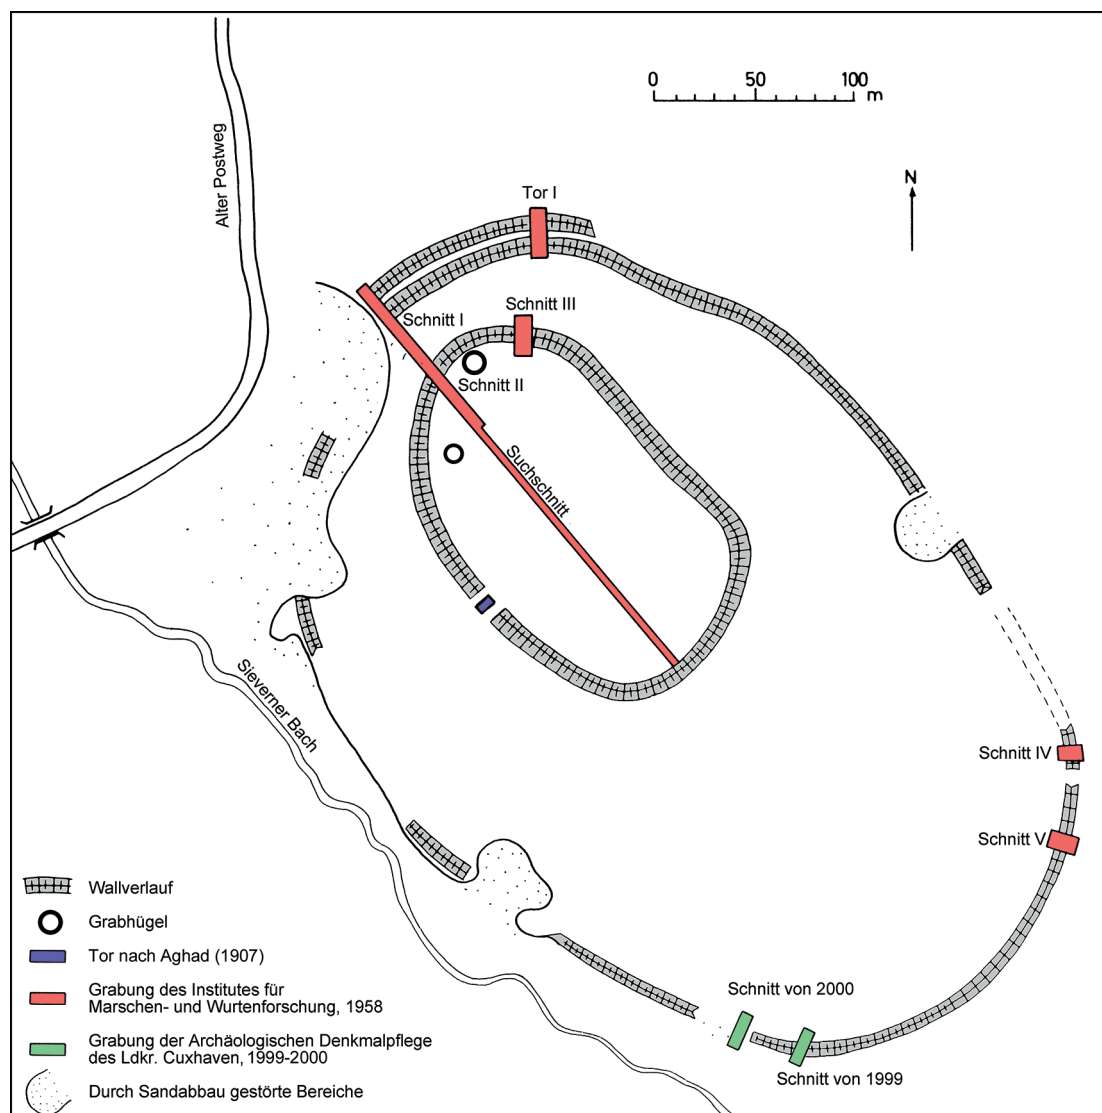 0 50 100 m
N
Alter Postweg
Tor I
Schnitt III
Schnitt I
Schnitt II
Suchschnitt
Sieverner Bach
Schnitt IV
Schnitt V
Schnitt von 2000
Schnitt von 1999
Wallverlauf
Grabhügel
Tor nach Aghad (1907)
Grabung des Institutes für
Marschen- und Wurtenforschung, 1958
Grabung der Archäologischen Denkmalpflege
des Ldkr. Cuxhaven, 1999-2000
Durch Sandabbau gestörte Bereiche